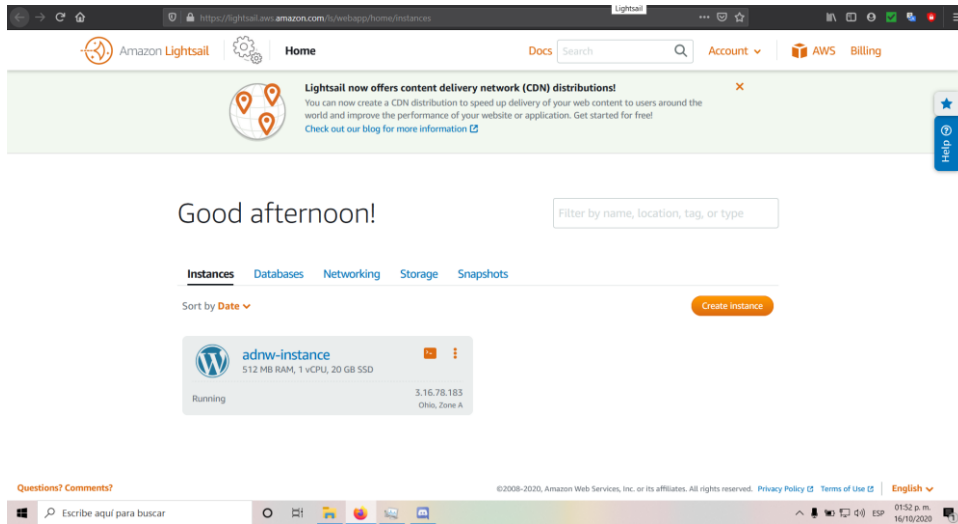 Lightsail
https://lightsail.aws.amazon.com/ls/webapp/home/instances
Amazon Lightsail
Home
Docs
Search
Account
AWS
Billing
Lightsail now offers content delivery network (CDN) distributions!
You can now create a CDN distribution to speed up delivery of your web content to users around the
world and improve the performance of your website or application. Get started for free!
Check out our blog for more information
Help
Good afternoon!
Filter by name, location, tag, or type
Instances
Databases
Networking
Storage
Snapshots
Sort by Date
Create instance
adnw-instance
512 MB RAM, 1 vCPU, 20 GB SSD
Running
3.16.78.183
Ohio, Zone A
Questions? Comments?
©2008-2020, Amazon Web Services, Inc. or its affiliates. All rights reserved.
Privacy Policy
Terms of Use
English
Escribe aquí para buscar
ESP
01:52 p. m.
16/10/2020